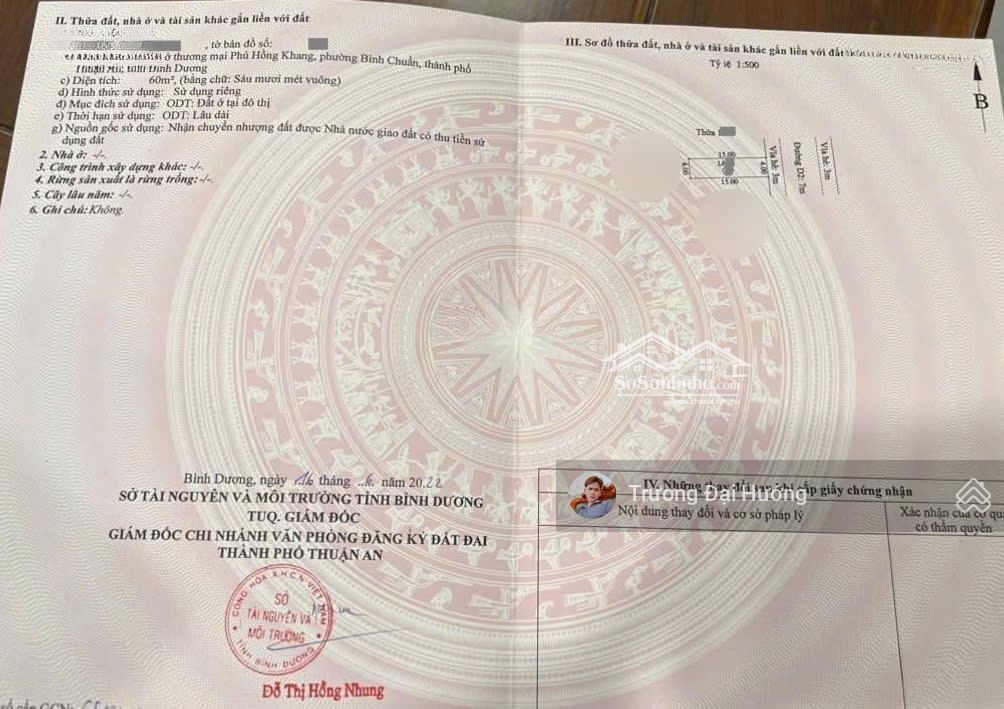 II. Thửa đất, nhà ở và tài sản khác gắn liền với đất
, tờ bản đồ số:
ở thương mại Phú Hồng Khang, phường Bình Chuẩn, thành phố
Dương
c) Diện tích: 60m², (bằng chữ: Sáu mươi mét vuông)
d) Hình thức sử dụng: Sử dụng riêng
đ) Mục đích sử dụng: ODT: Đất ở tại đô thị
e) Thời hạn sử dụng: ODT: Lâu dài
g) Nguồn gốc sử dụng: Nhận chuyển nhượng đất được Nhà nước giao đất có thu tiền sử
dụng đất
2. Nhà ở: -/-.
3. Công trình xây dựng khác: -/-.
4. Rừng sản xuất là rừng trồng: -/-.
5. Cây lâu năm: -/-.
6. Ghi chú: Không.
Bình Dương, ngày tháng năm 2022
SỞ TÀI NGUYÊN VÀ MÔI TRƯỜNG TỈNH BÌNH DƯƠNG
TUQ. GIÁM ĐỐC
GIÁM ĐỐC CHI NHÁNH VĂN PHÒNG ĐĂNG KÝ ĐẤT ĐAI
THÀNH PHỐ THUẬN AN
CỘNG HÒA X.H.C.N VIỆT NAM
SỞ
TÀI NGUYÊN VÀ
MÔI TRƯỜNG
TỈNH BÌNH DƯƠNG
Đỗ Thị Hồng Nhung
III. Sơ đồ thửa đất, nhà ở và tài sản khác gắn liền với đất
Tỷ lệ 1:500
B
Thửa
15.00
4.00
4.00
15.00
Vỉa hè: 3m
Đường D2: 7m
Vỉa hè: 3m
SoSanhnha.com
IV. Những thay đổi sau khi cấp giấy chứng nhận
Trương Đại Hướng
Nội dung thay đổi và cơ sở pháp lý
Xác nhận của cơ qu
có thẩm quyền